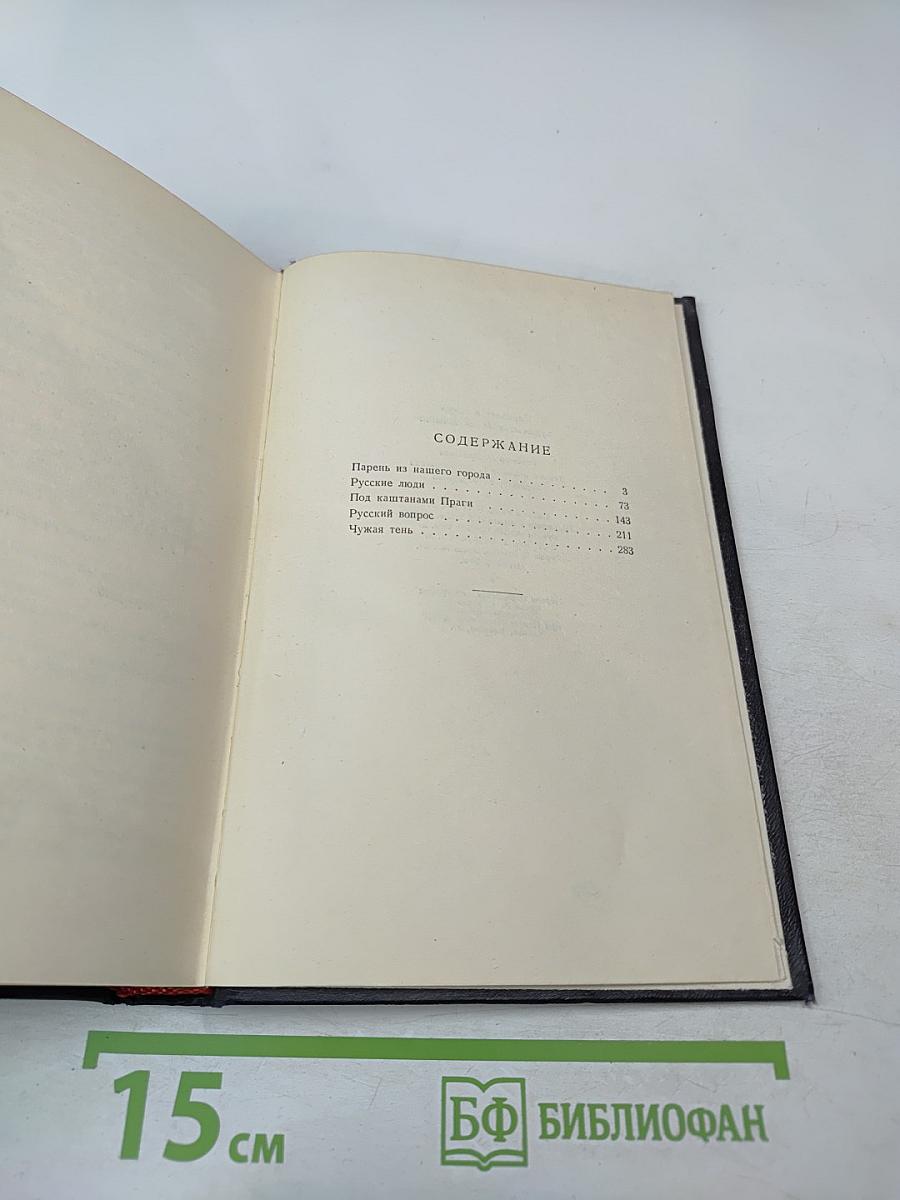 СОДЕРЖАНИЕ
Парень из нашего города . . . . . . . . . . 3
Русские люди . . . . . . . . . . . . . . . . 73
Под каштанами Праги . . . . . . . . . . . 143
Русский вопрос . . . . . . . . . . . . . . . 211
Чужая тень . . . . . . . . . . . . . . . . . . 283
15 см
БФ БИБЛИОФАН